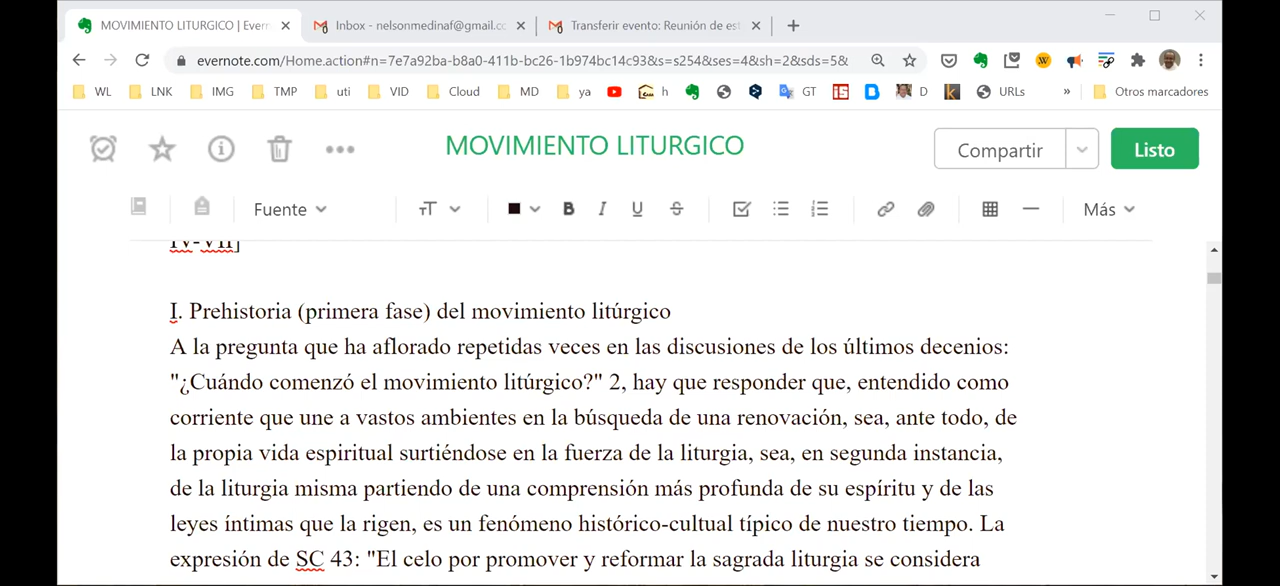 MOVIMIENTO LITURGICO | Evern
Inbox - nelsonmedinaf@gmail.cc
Transferir evento: Reunión de est
evernote.com/Home.action#n=7e7a92ba-b8a0-411b-bc26-1b974bc14c93&s=s254&ses=4&sh=2&sds=5&
WL LNK IMG TMP uti VID Cloud MD ya h GT D URLs » Otros marcadores
MOVIMIENTO LITURGICO
Compartir
Listo
Fuente
Más
IV-VII]
I. Prehistoria (primera fase) del movimiento litúrgico
A la pregunta que ha aflorado repetidas veces en las discusiones de los últimos decenios:
"¿Cuándo comenzó el movimiento litúrgico?" 2, hay que responder que, entendido como
corriente que une a vastos ambientes en la búsqueda de una renovación, sea, ante todo, de
la propia vida espiritual surtiéndose en la fuerza de la liturgia, sea, en segunda instancia,
de la liturgia misma partiendo de una comprensión más profunda de su espíritu y de las
leyes íntimas que la rigen, es un fenómeno histórico-cultual típico de nuestro tiempo. La
expresión de SC 43: "El celo por promover y reformar la sagrada liturgia se considera